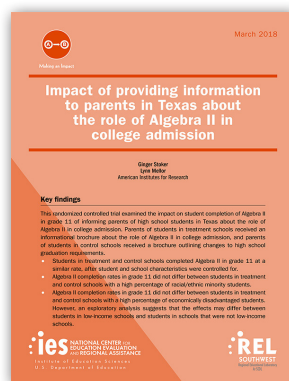 March 2018
A B
Making an Impact
Impact of providing information
to parents in Texas about
the role of Algebra II in
college admission
Ginger Stoker
Lynn Mellor
American Institutes for Research
Key findings
This randomized controlled trial examined the impact on student completion of Algebra II
in grade 11 of informing parents of high school students in Texas about the role of
Algebra II in college admission. Parents of students in treatment schools received an
informational brochure about the role of Algebra II in college admission, and parents
of students in control schools received a brochure outlining changes to high school
graduation requirements.
• Students in treatment and control schools completed Algebra II in grade 11 at a
similar rate, after student and school characteristics were controlled for.
• Algebra II completion rates in grade 11 did not differ between students in treatment
and control schools with a high percentage of racial/ethnic minority students.
• Algebra II completion rates in grade 11 did not differ between students in treatment
and control schools with a high percentage of economically disadvantaged students.
However, an exploratory analysis suggests that the effects may differ between
students in low-income schools and students in schools that were not low-income
schools.
ies NATIONAL CENTER FOR
EDUCATION EVALUATION
AND REGIONAL ASSISTANCE
Institute of Education Sciences
U.S. Department of Education
REL
SOUTHWEST